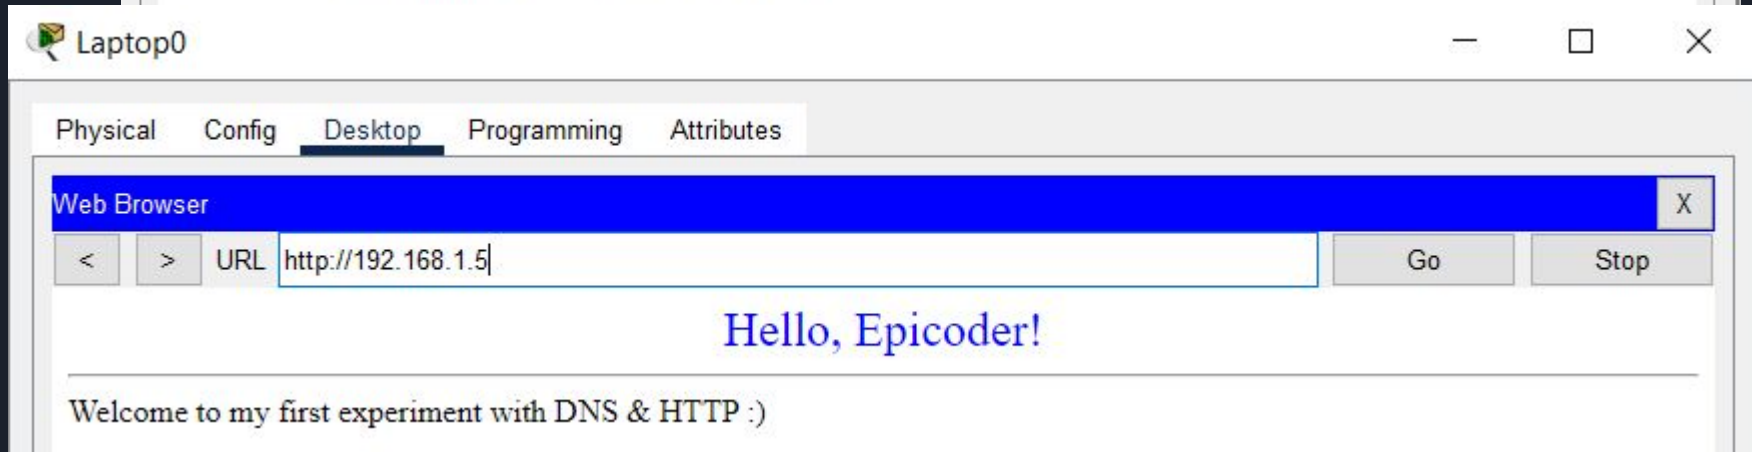 Laptop0
Physical Config Desktop Programming Attributes
Web Browser X
< > URL http://192.168.1.5 Go Stop
Hello, Epicoder!
Welcome to my first experiment with DNS & HTTP :)